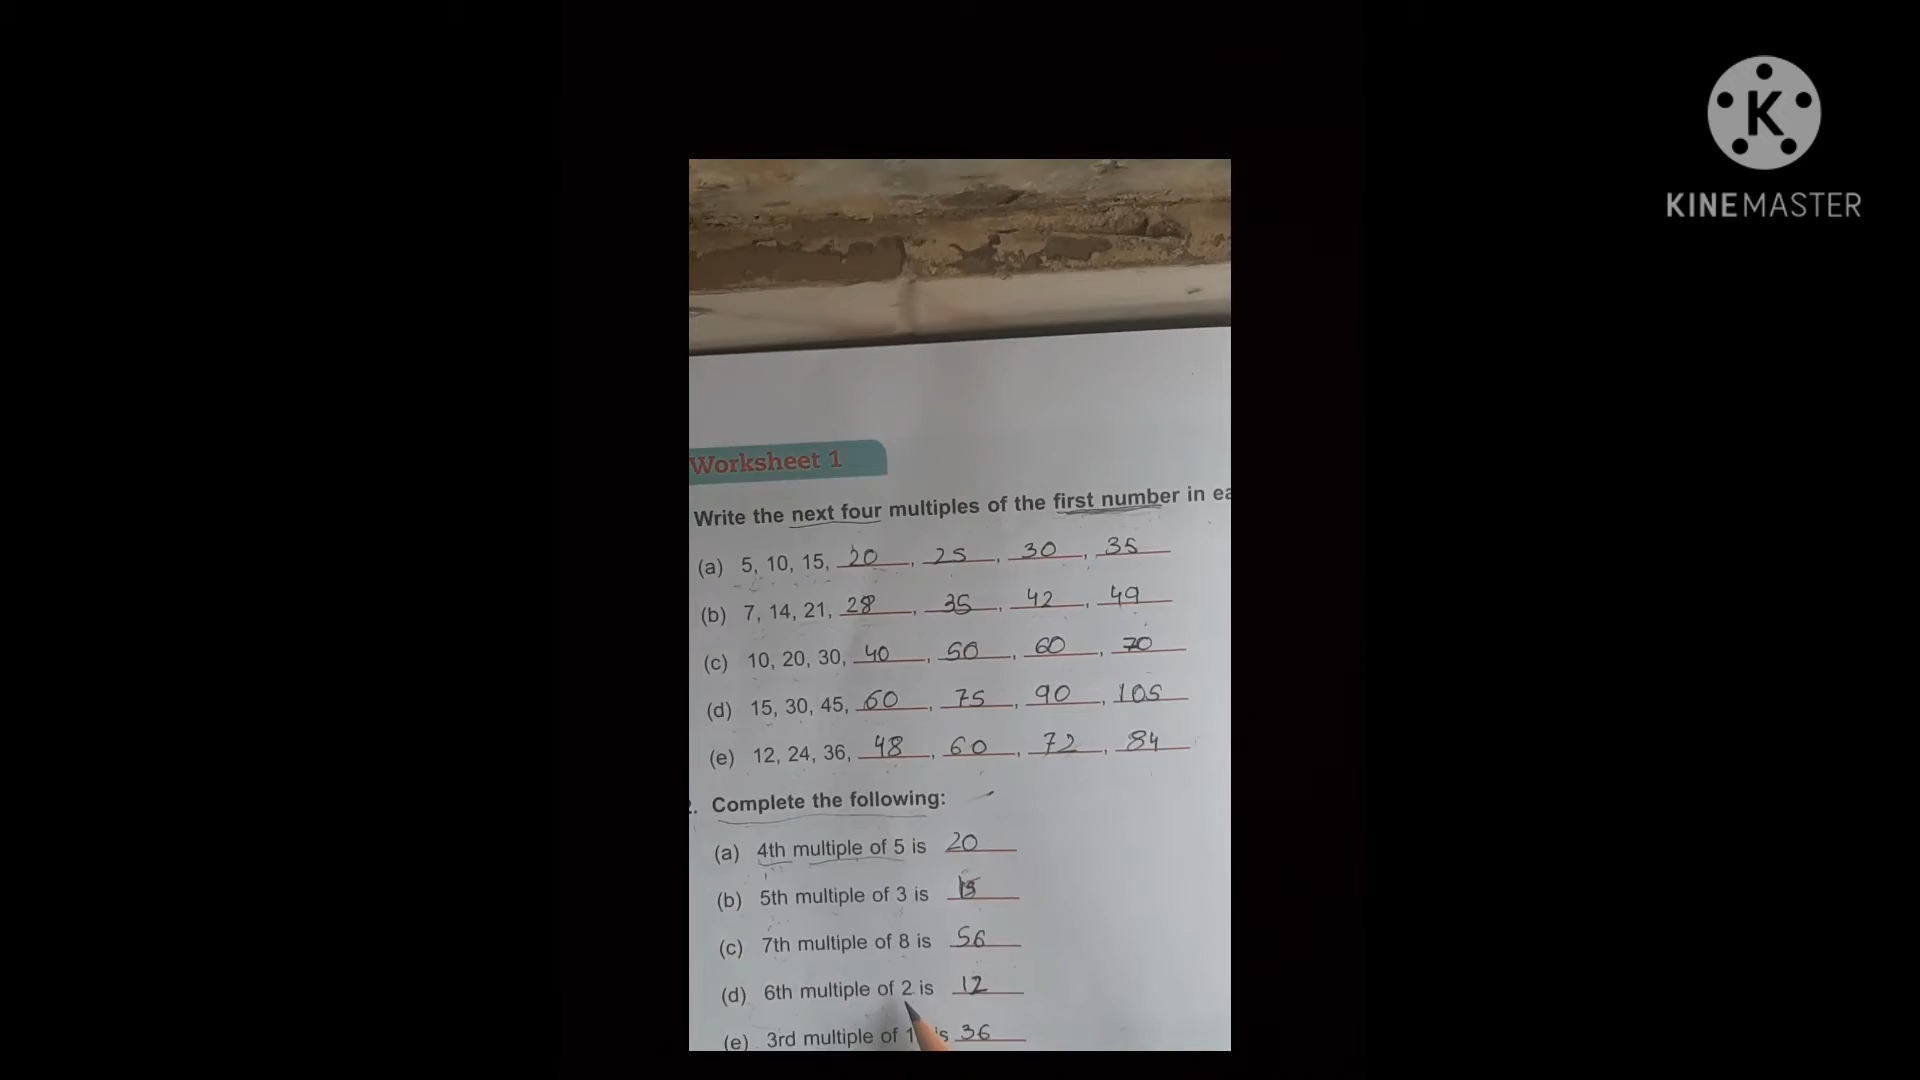 KINEMASTER
Worksheet 1
Write the next four multiples of the first number in ea
(a) 5, 10, 15, 20, 25, 30, 35
(b) 7, 14, 21, 28, 35, 42, 49
(c) 10, 20, 30, 40, 50, 60, 70
(d) 15, 30, 45, 60, 75, 90, 105
(e) 12, 24, 36, 48, 60, 72, 84
2. Complete the following:
(a) 4th multiple of 5 is 20
(b) 5th multiple of 3 is 15
(c) 7th multiple of 8 is 56
(d) 6th multiple of 2 is 12
(e) 3rd multiple of 36